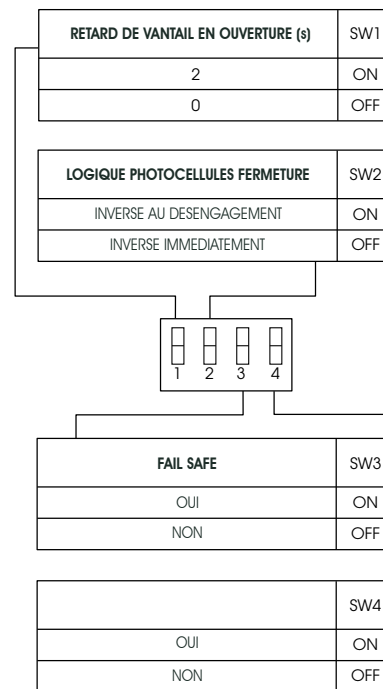 RETARD DE VANTAIL EN OUVERTURE (s) SW1
2 ON
0 OFF
LOGIQUE PHOTOCELLULES FERMETURE SW2
INVERSE AU DESENGAGEMENT ON
INVERSE IMMEDIATEMENT OFF
1 2 3 4
FAIL SAFE SW3
OUI ON
NON OFF
SW4
OUI ON
NON OFF